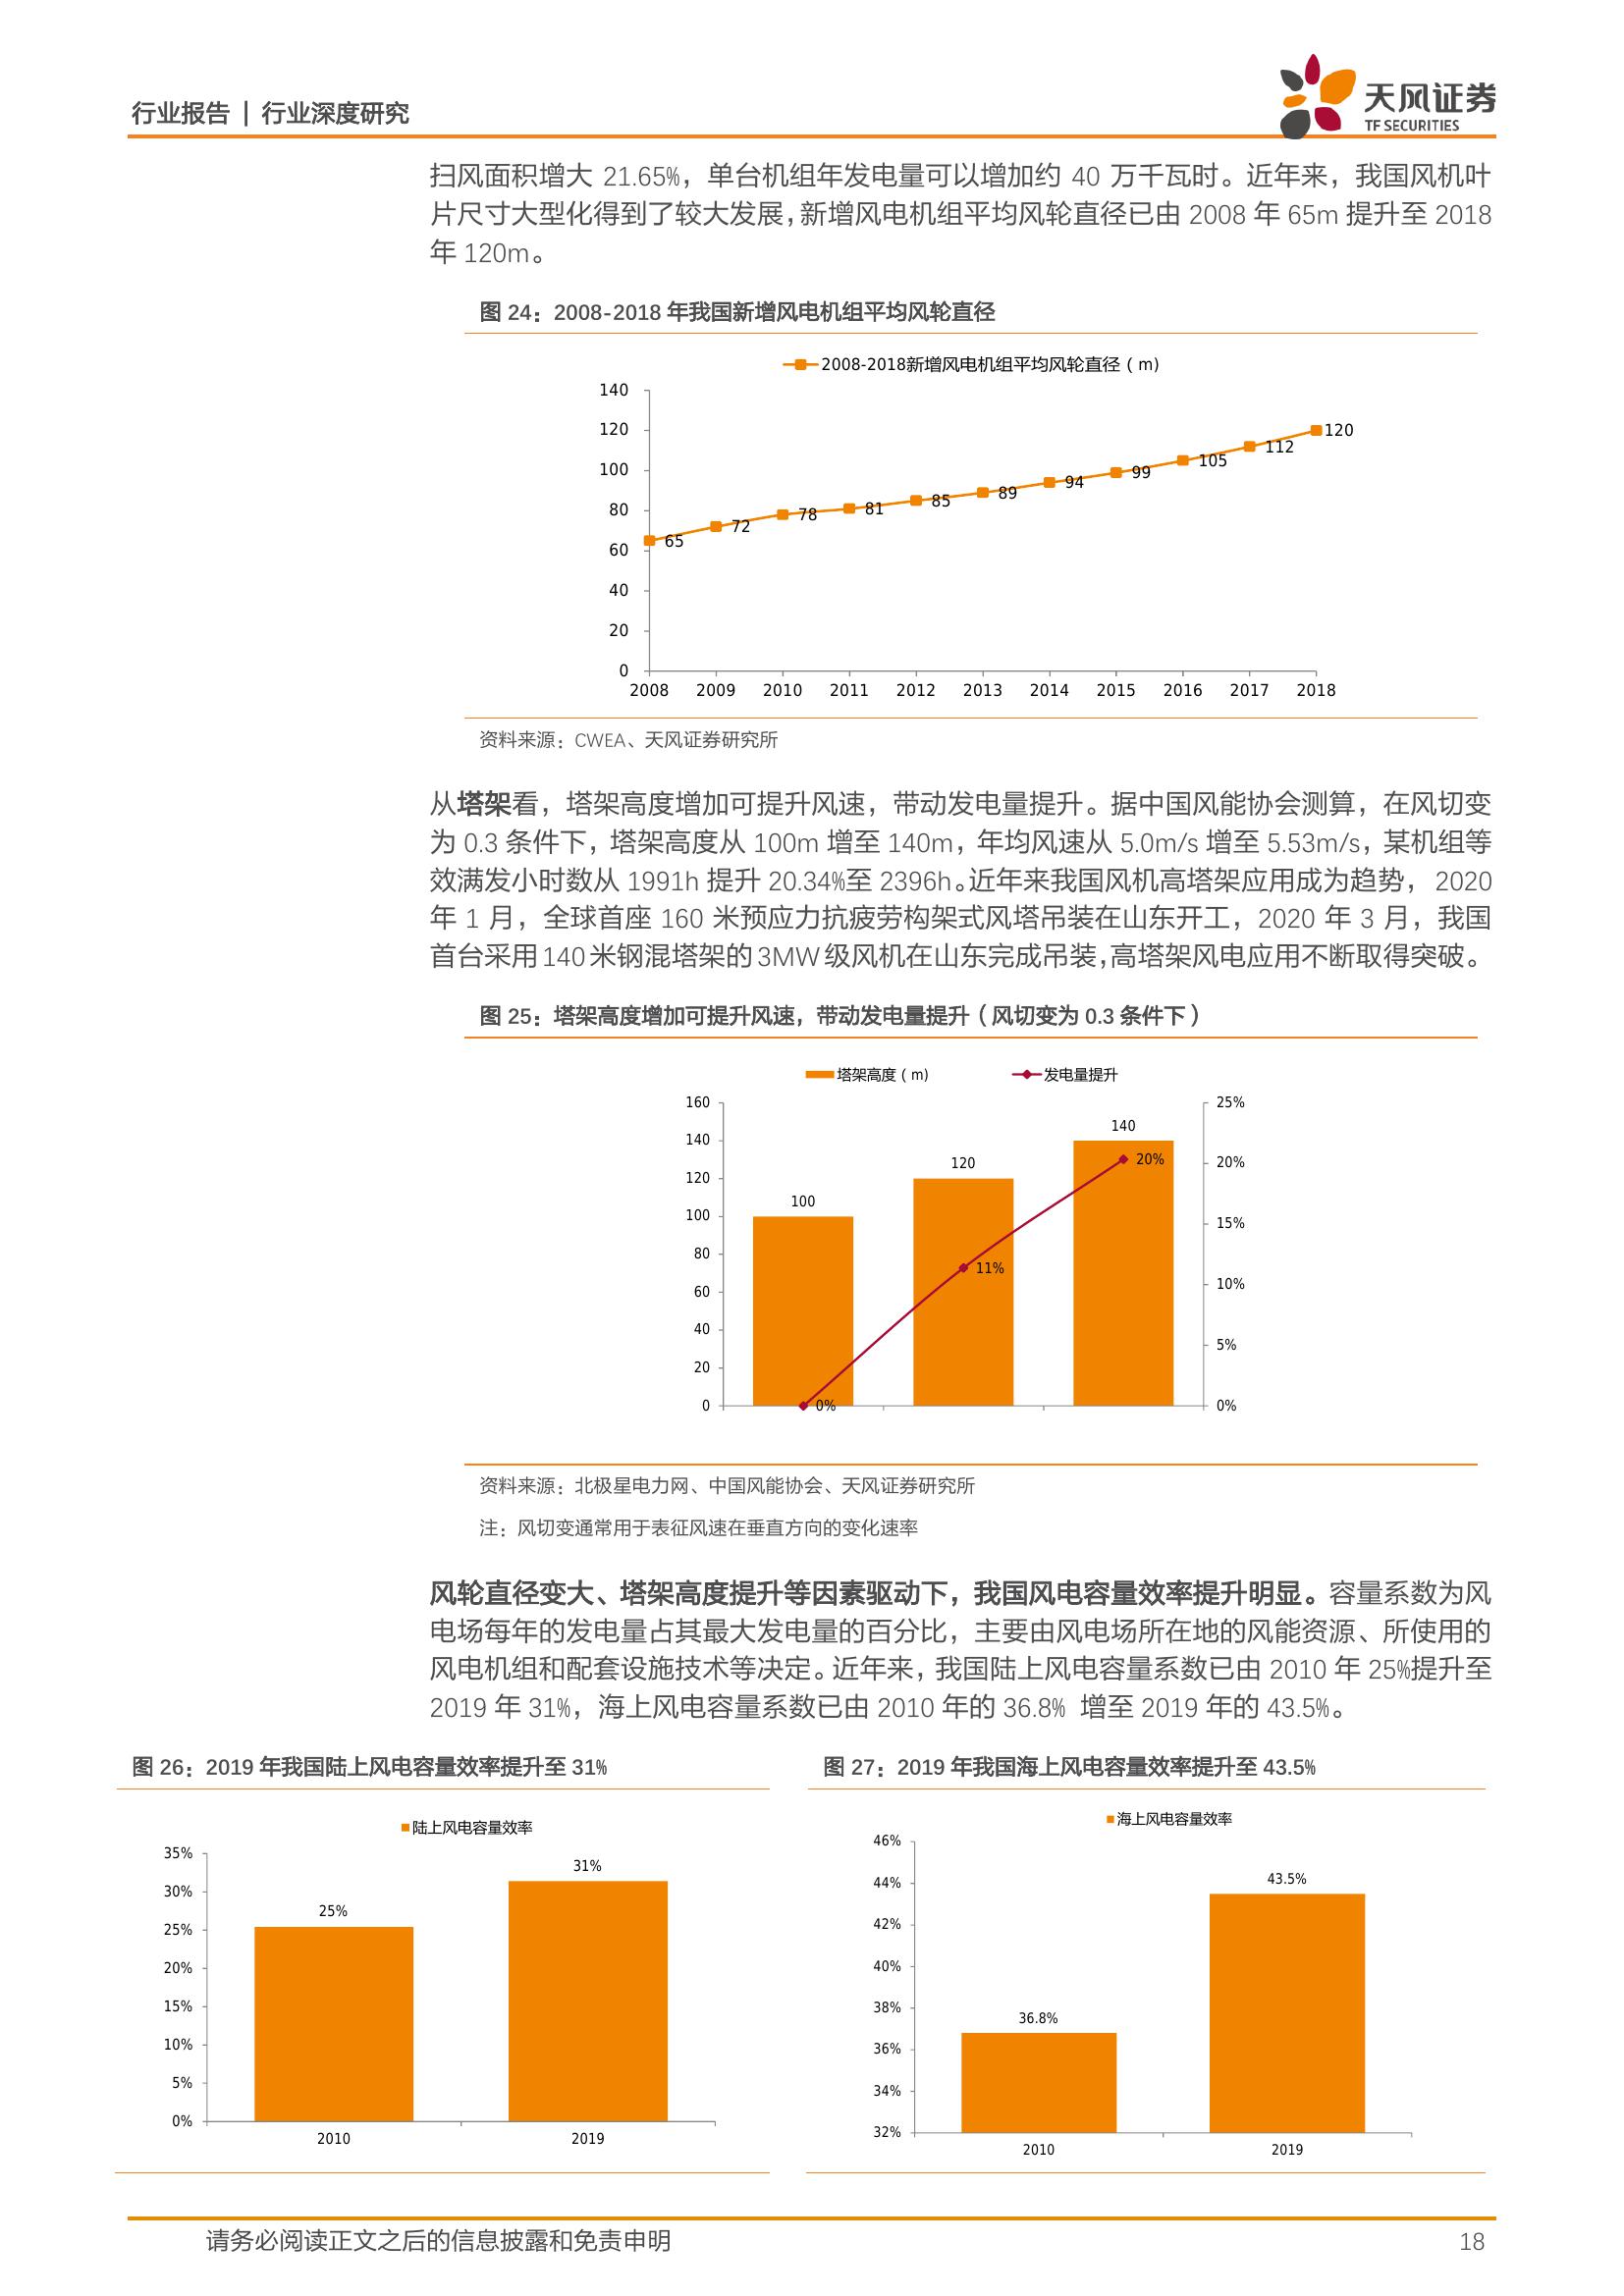 行业报告 | 行业深度研究
天风证券
TF SECURITIES
扫风面积增大 21.65%，单台机组年发电量可以增加约 40 万千瓦时。近年来，我国风机叶
片尺寸大型化得到了较大发展，新增风电机组平均风轮直径已由 2008 年 65m 提升至 2018
年 120m。
图 24：2008-2018 年我国新增风电机组平均风轮直径
2008-2018新增风电机组平均风轮直径（m)
140
120
100
80
60
40
20
0
65
72
78
81
85
89
94
99
105
112
120
2008 2009 2010 2011 2012 2013 2014 2015 2016 2017 2018
资料来源：CWEA、天风证券研究所
从塔架看，塔架高度增加可提升风速，带动发电量提升。据中国风能协会测算，在风切变
为 0.3 条件下，塔架高度从 100m 增至 140m，年均风速从 5.0m/s 增至 5.53m/s，某机组等
效满发小时数从 1991h 提升 20.34%至 2396h。近年来我国风机高塔架应用成为趋势，2020
年 1 月，全球首座 160 米预应力抗疲劳构架式风塔吊装在山东开工，2020 年 3 月，我国
首台采用 140 米钢混塔架的 3MW 级风机在山东完成吊装，高塔架风电应用不断取得突破。
图 25：塔架高度增加可提升风速，带动发电量提升（风切变为 0.3 条件下）
塔架高度（m) 发电量提升
160
140
120
100
80
60
40
20
0
100
120
140
0%
11%
20%
25%
20%
15%
10%
5%
0%
资料来源：北极星电力网、中国风能协会、天风证券研究所
注：风切变通常用于表征风速在垂直方向的变化速率
风轮直径变大、塔架高度提升等因素驱动下，我国风电容量效率提升明显。容量系数为风
电场每年的发电量占其最大发电量的百分比，主要由风电场所在地的风能资源、所使用的
风电机组和配套设施技术等决定。近年来，我国陆上风电容量系数已由 2010 年 25%提升至
2019 年 31%，海上风电容量系数已由 2010 年的 36.8% 增至 2019 年的 43.5%。
图 26：2019 年我国陆上风电容量效率提升至 31%
陆上风电容量效率
35%
30%
25%
20%
15%
10%
5%
0%
25%
31%
2010 2019
图 27：2019 年我国海上风电容量效率提升至 43.5%
海上风电容量效率
46%
44%
42%
40%
38%
36%
34%
32%
36.8%
43.5%
2010 2019
请务必阅读正文之后的信息披露和免责申明 18